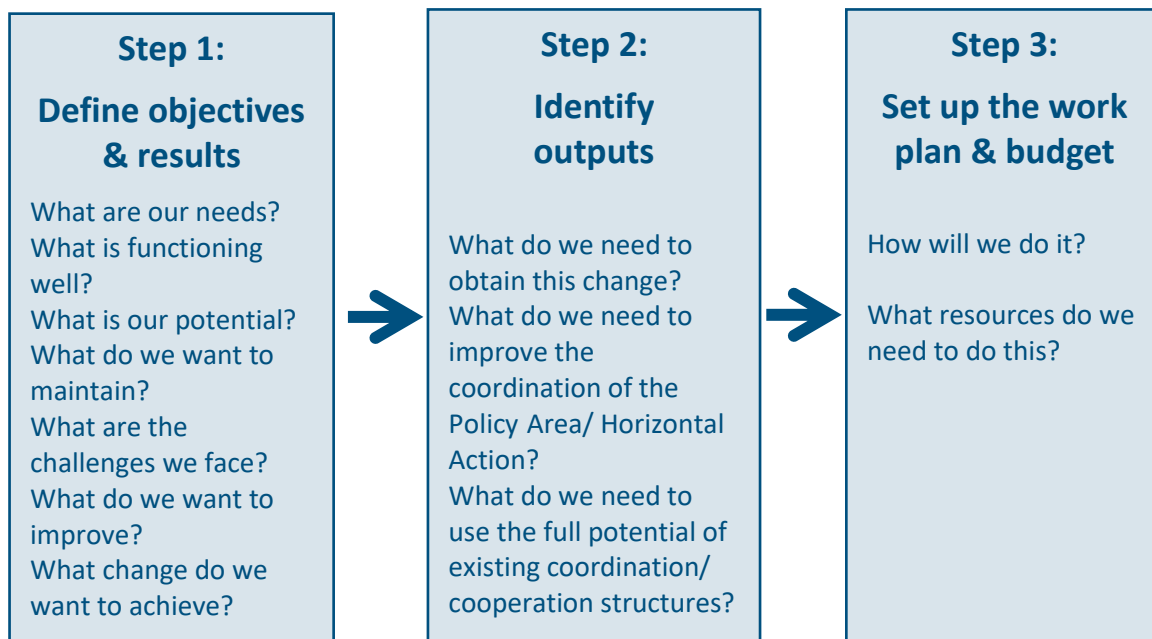 Step 1:
Define objectives
& results
What are our needs?
What is functioning
well?
What is our potential?
What do we want to
maintain?
What are the
challenges we face?
What do we want to
improve?
What change do we
want to achieve?
Step 2:
Identify
outputs
What do we need to
obtain this change?
What do we need to
improve the
coordination of the
Policy Area/ Horizontal
Action?
What do we need to
use the full potential of
existing coordination/
cooperation structures?
Step 3:
Set up the work
plan & budget
How will we do it?
What resources do we
need to do this?